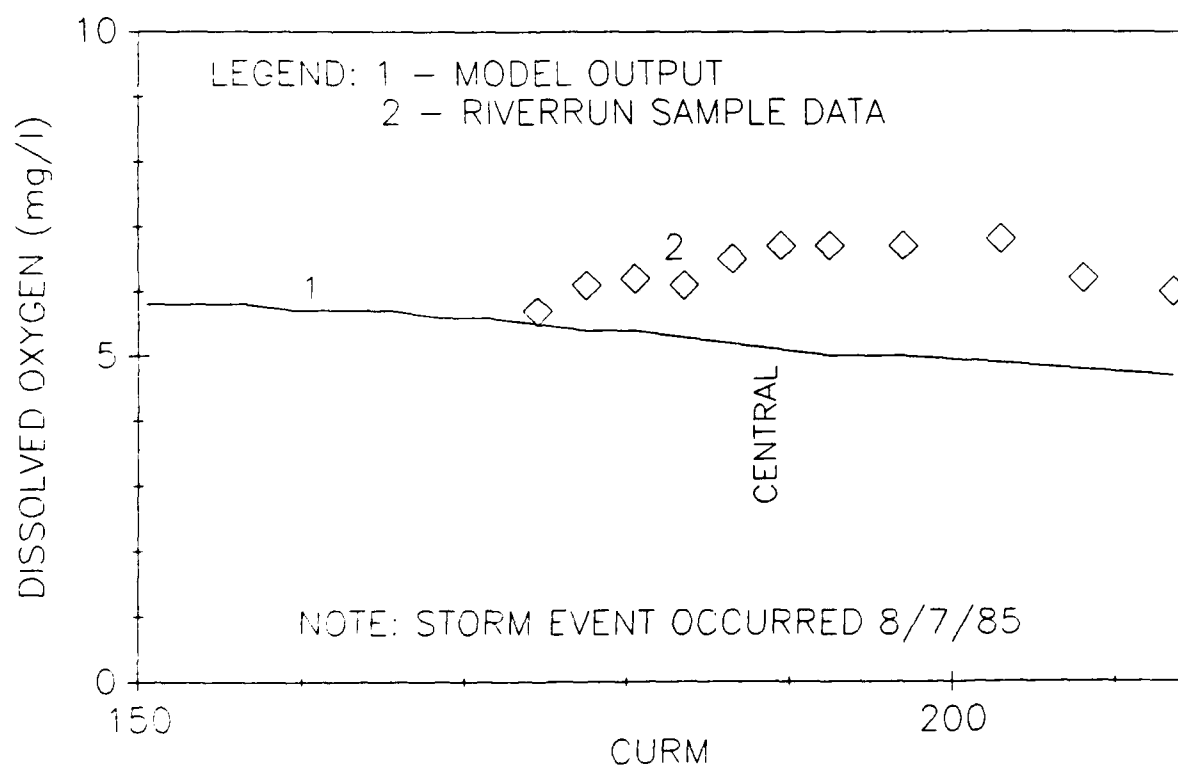 10
LEGEND: 1 - MODEL OUTPUT
2 - RIVERRUN SAMPLE DATA
DISSOLVED OXYGEN (mg/l)
2
1
5
CENTRAL
NOTE: STORM EVENT OCCURRED 8/7/85
0
150
200
CURM